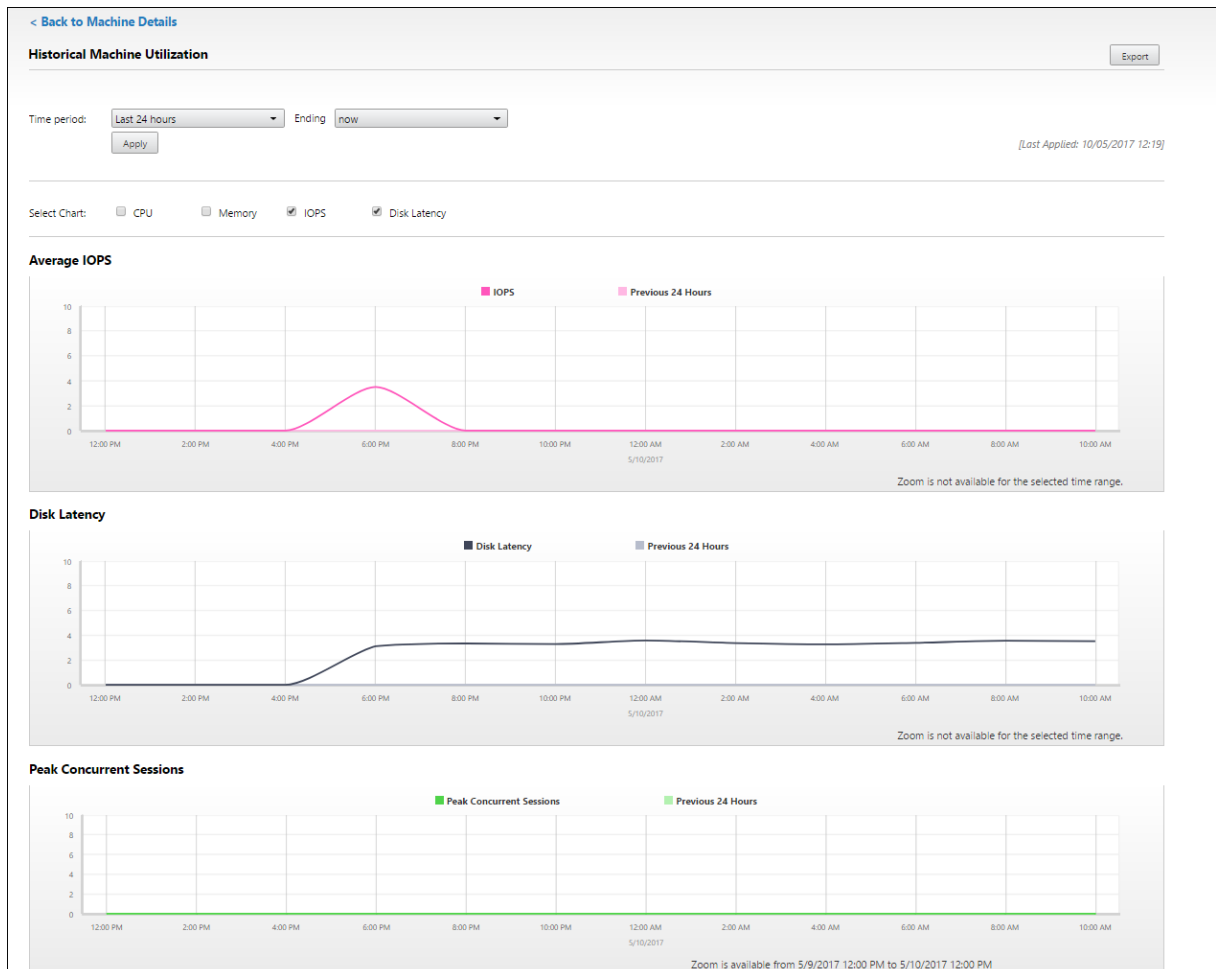 < Back to Machine Details
Historical Machine Utilization
Export
Time period: Last 24 hours Ending now
Apply
[Last Applied: 10/05/2017 12:19]
Select Chart: CPU Memory IOPS Disk Latency
Average IOPS
IOPS Previous 24 Hours
10
8
6
4
2
0
12:00 PM 2:00 PM 4:00 PM 6:00 PM 8:00 PM 10:00 PM 12:00 AM 2:00 AM 4:00 AM 6:00 AM 8:00 AM 10:00 AM
5/10/2017
Zoom is not available for the selected time range.
Disk Latency
Disk Latency Previous 24 Hours
10
8
6
4
2
0
12:00 PM 2:00 PM 4:00 PM 6:00 PM 8:00 PM 10:00 PM 12:00 AM 2:00 AM 4:00 AM 6:00 AM 8:00 AM 10:00 AM
5/10/2017
Zoom is not available for the selected time range.
Peak Concurrent Sessions
Peak Concurrent Sessions Previous 24 Hours
10
8
6
4
2
0
12:00 PM 2:00 PM 4:00 PM 6:00 PM 8:00 PM 10:00 PM 12:00 AM 2:00 AM 4:00 AM 6:00 AM 8:00 AM 10:00 AM
5/10/2017
Zoom is available from 5/9/2017 12:00 PM to 5/10/2017 12:00 PM